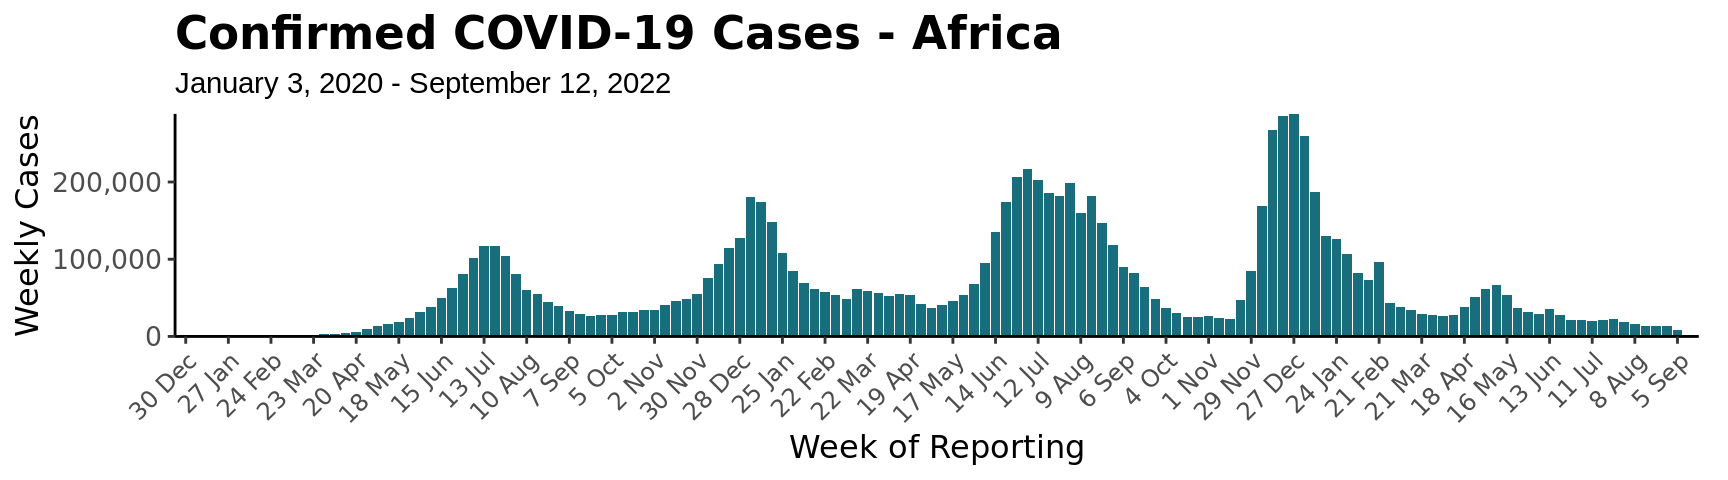 Confirmed COVID-19 Cases - Africa
January 3, 2020 - September 12, 2022
Weekly Cases
200,000
100,000
0
30 Dec
27 Jan
24 Feb
23 Mar
20 Apr
18 May
15 Jun
13 Jul
10 Aug
7 Sep
5 Oct
2 Nov
30 Nov
28 Dec
25 Jan
22 Feb
22 Mar
19 Apr
17 May
14 Jun
12 Jul
9 Aug
6 Sep
4 Oct
1 Nov
29 Nov
27 Dec
24 Jan
21 Feb
21 Mar
18 Apr
16 May
13 Jun
11 Jul
8 Aug
5 Sep
Week of Reporting